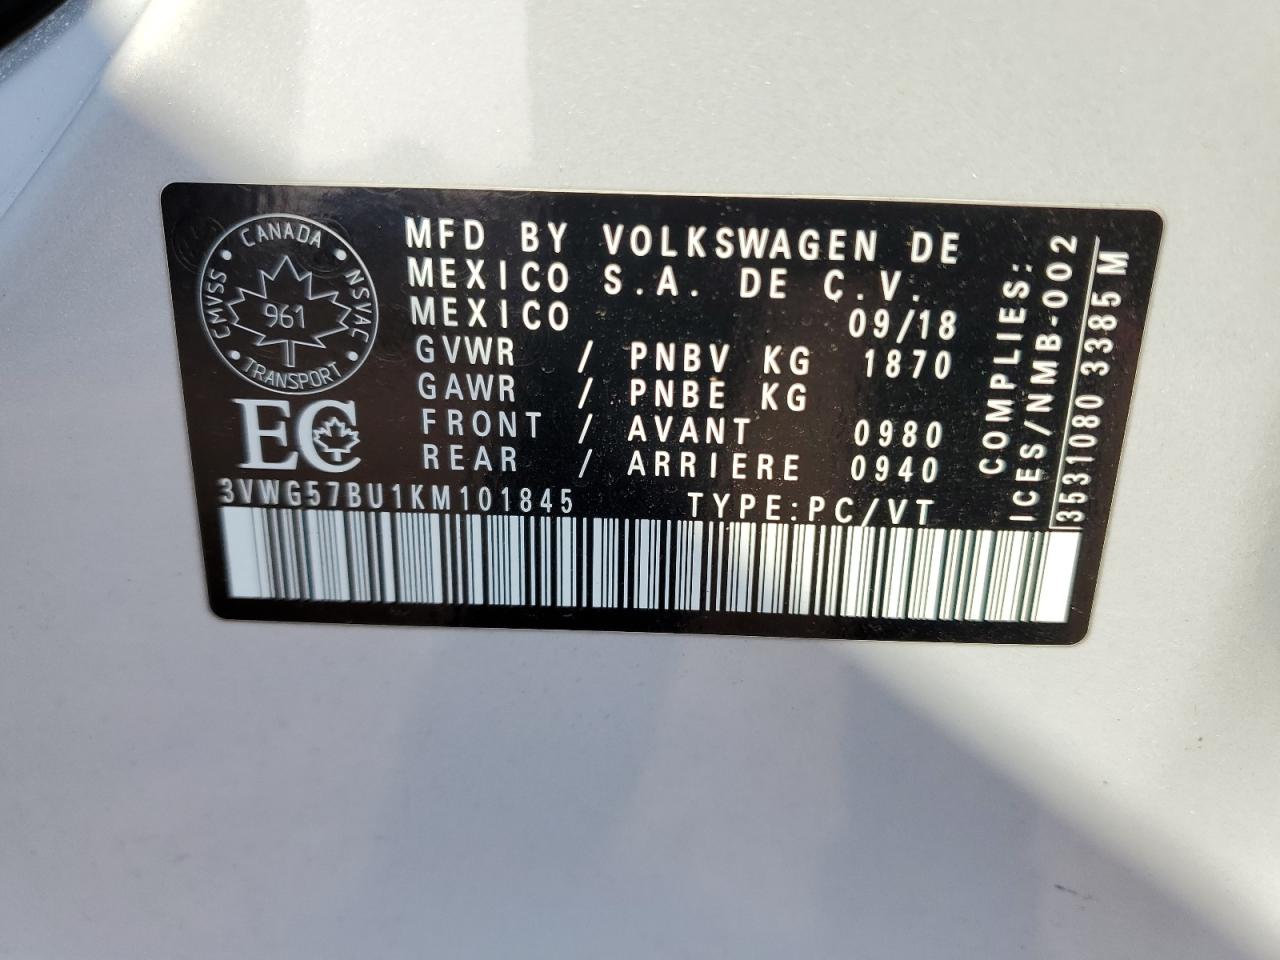 CANADA
CMVSS
NSVAC
961
TRANSPORT
EC
MFD BY VOLKSWAGEN DE
MEXICO S.A. DE C.V.
MEXICO 09/18
GVWR / PNBV KG 1870
GAWR / PNBE KG
FRONT / AVANT 0980
REAR / ARRIERE 0940
3VWG57BU1KM101845 TYPE:PC/VT
COMPLIES:
ICES/NMB-002
3531080 3385 M